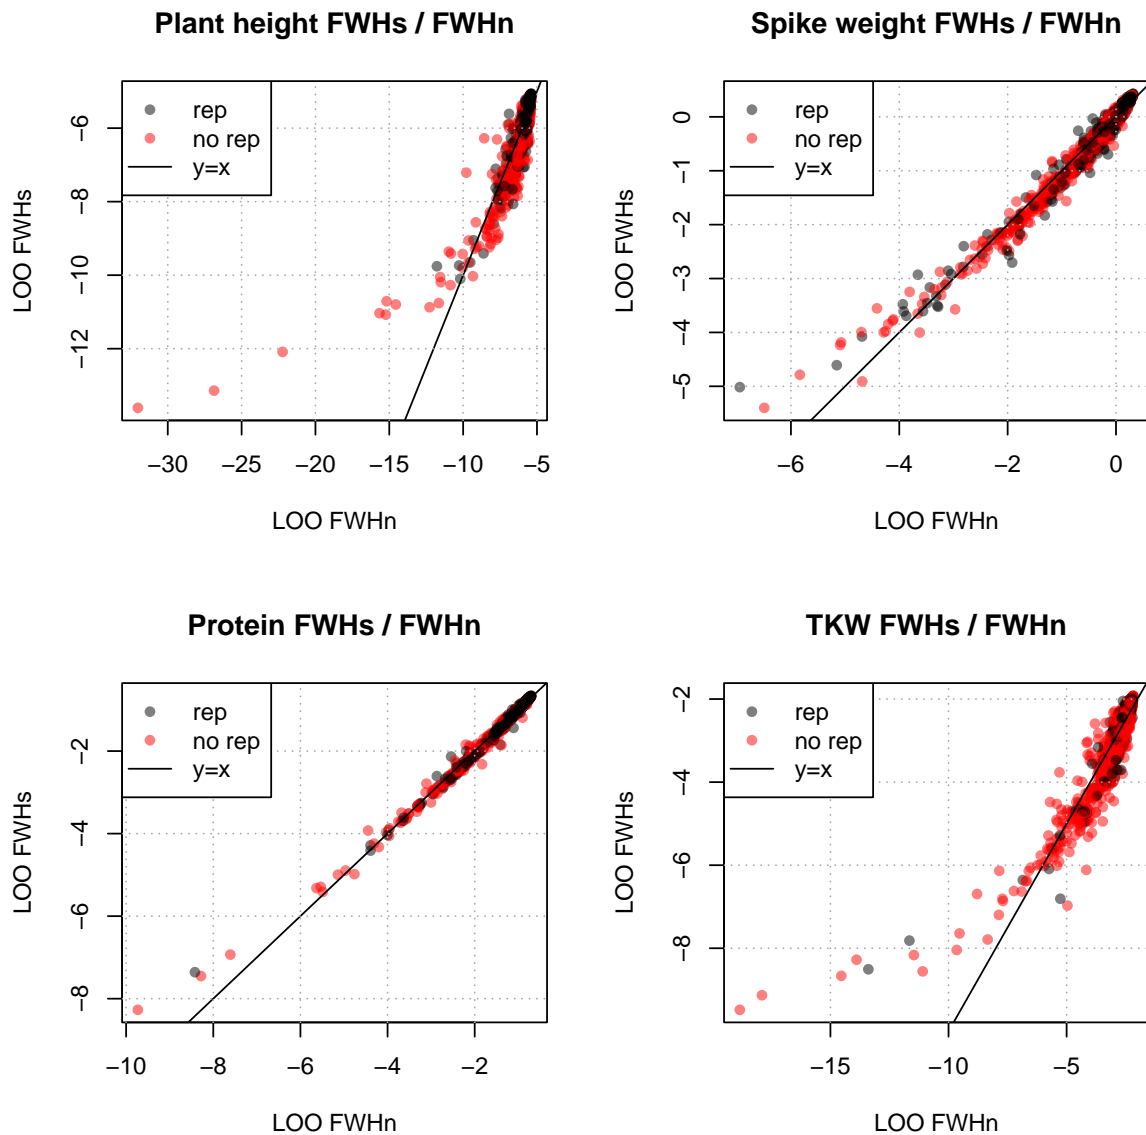 Plant height FWHs / FWHn
rep
no rep
y=x
−6
−8
−10
−12
LOO FWHs
−30 −25 −20 −15 −10 −5
LOO FWHn
Spike weight FWHs / FWHn
rep
no rep
y=x
0
−1
−2
−3
−4
−5
LOO FWHs
−6 −4 −2 0
LOO FWHn
Protein FWHs / FWHn
rep
no rep
y=x
−2
−4
−6
−8
LOO FWHs
−10 −8 −6 −4 −2
LOO FWHn
TKW FWHs / FWHn
rep
no rep
y=x
−2
−4
−6
−8
LOO FWHs
−15 −10 −5
LOO FWHn